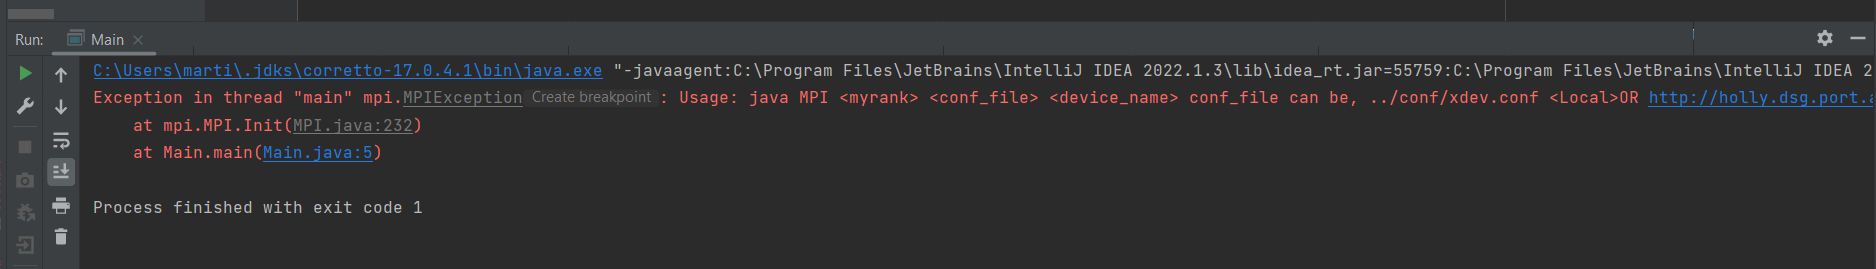 Run: Main
C:\Users\marti\.jdks\corretto-17.0.4.1\bin\java.exe "-javaagent:C:\Program Files\JetBrains\IntelliJ IDEA 2022.1.3\lib\idea_rt.jar=55759:C:\Program Files\JetBrains\IntelliJ IDEA 2
Exception in thread "main" mpi.MPIException Create breakpoint : Usage: java MPI <myrank> <conf_file> <device_name> conf_file can be, ../conf/xdev.conf <Local>OR http://holly.dsg.port.a
at mpi.MPI.Init(MPI.java:232)
at Main.main(Main.java:5)
Process finished with exit code 1